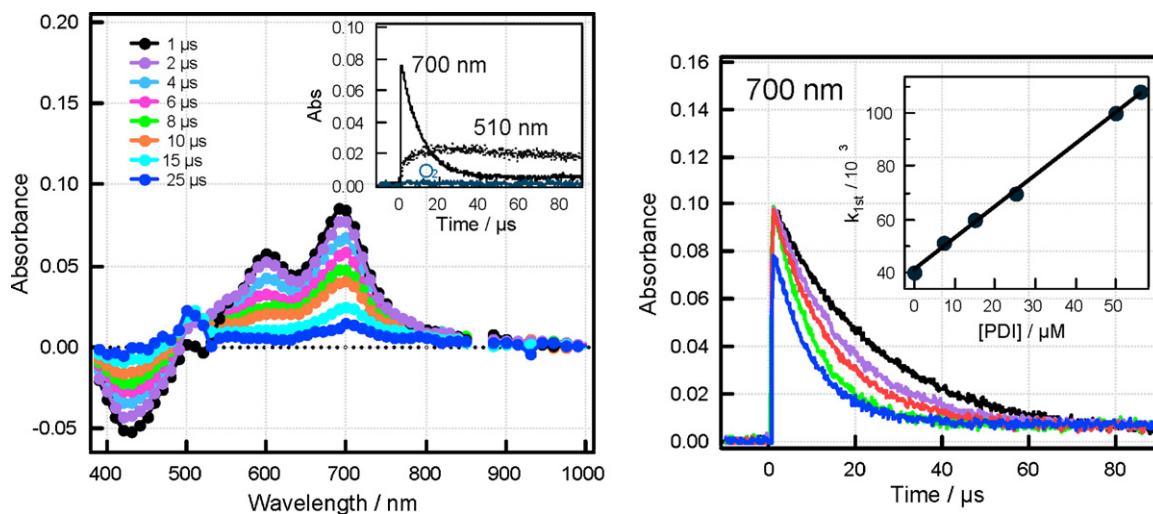 0.20
0.15
0.10
0.05
0.00
-0.05
Absorbance
400 500 600 700 800 900 1000
Wavelength / nm
1 µs
2 µs
4 µs
6 µs
8 µs
10 µs
15 µs
25 µs
0.10
0.08
0.06
0.04
0.02
0.00
Abs
700 nm
510 nm
O2
0 20 40 60 80
Time / µs
0.16
0.14
0.12
0.10
0.08
0.06
0.04
0.02
0.00
Absorbance
700 nm
0 20 40 60 80
Time / µs
100
80
60
40
k1st / 10 3
0 10 20 30 40 50
[PDI] / µM